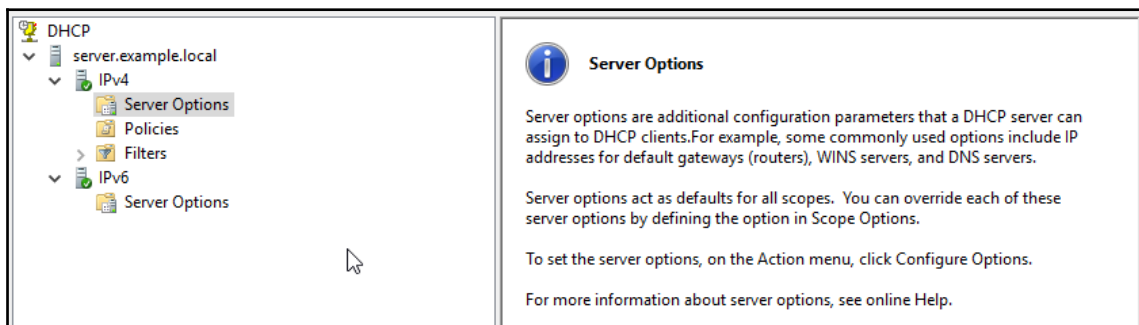 DHCP
server.example.local
IPv4
Server Options
Policies
Filters
IPv6
Server Options
Server Options
Server options are additional configuration parameters that a DHCP server can
assign to DHCP clients.For example, some commonly used options include IP
addresses for default gateways (routers), WINS servers, and DNS servers.
Server options act as defaults for all scopes.  You can override each of these
server options by defining the option in Scope Options.
To set the server options, on the Action menu, click Configure Options.
For more information about server options, see online Help.